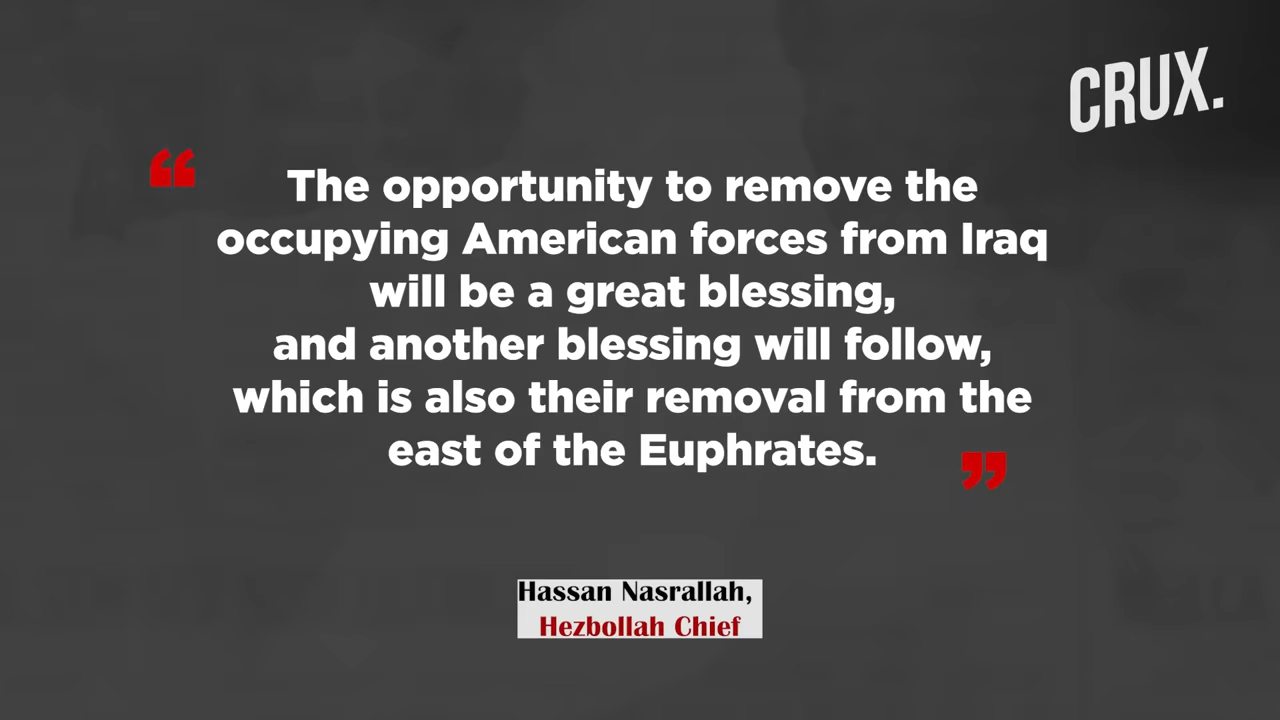 CRUX.
“
The opportunity to remove the
occupying American forces from Iraq
will be a great blessing,
and another blessing will follow,
which is also their removal from the
east of the Euphrates.
”
Hassan Nasrallah,
Hezbollah Chief